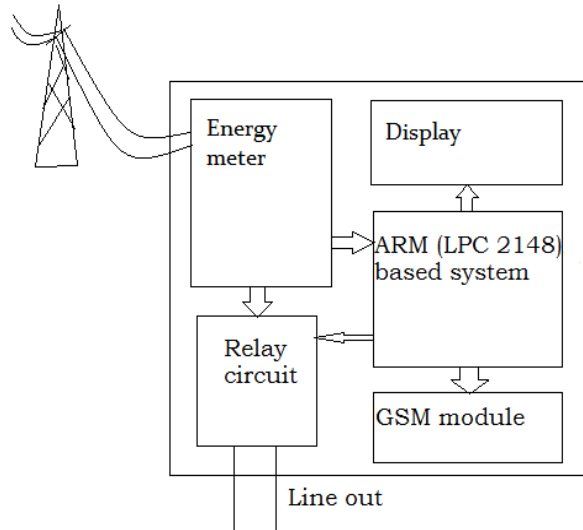 Energy
meter
Display
ARM (LPC 2148)
based system
Relay
circuit
GSM module
Line out